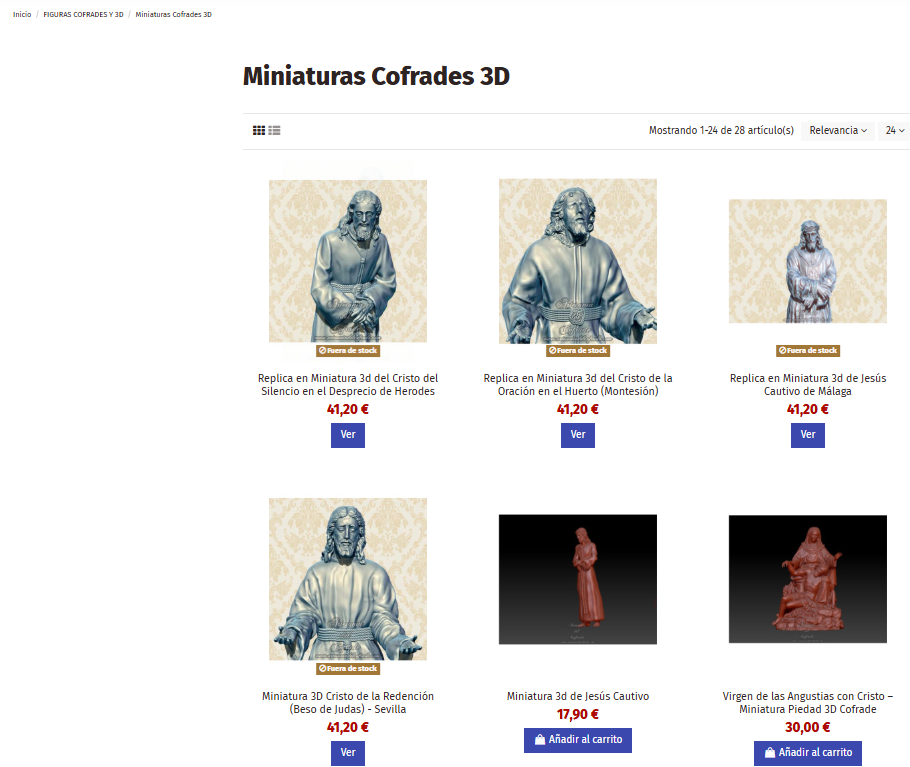 Inicio / FIGURAS COFRADES Y 3D / Miniaturas Cofrades 3D
Miniaturas Cofrades 3D
Mostrando 1-24 de 28 artículo(s) Relevancia 24
Fuera de stock
Replica en Miniatura 3d del Cristo del
Silencio en el Desprecio de Herodes
41,20 €
Ver
Fuera de stock
Replica en Miniatura 3d del Cristo de la
Oración en el Huerto (Montesión)
41,20 €
Ver
Fuera de stock
Replica en Miniatura 3d de Jesús
Cautivo de Málaga
41,20 €
Ver
Fuera de stock
Miniatura 3D Cristo de la Redención
(Beso de Judas) - Sevilla
41,20 €
Ver
Miniatura 3d de Jesús Cautivo
17,90 €
Añadir al carrito
Virgen de las Angustias con Cristo –
Miniatura Piedad 3D Cofrade
30,00 €
Añadir al carrito